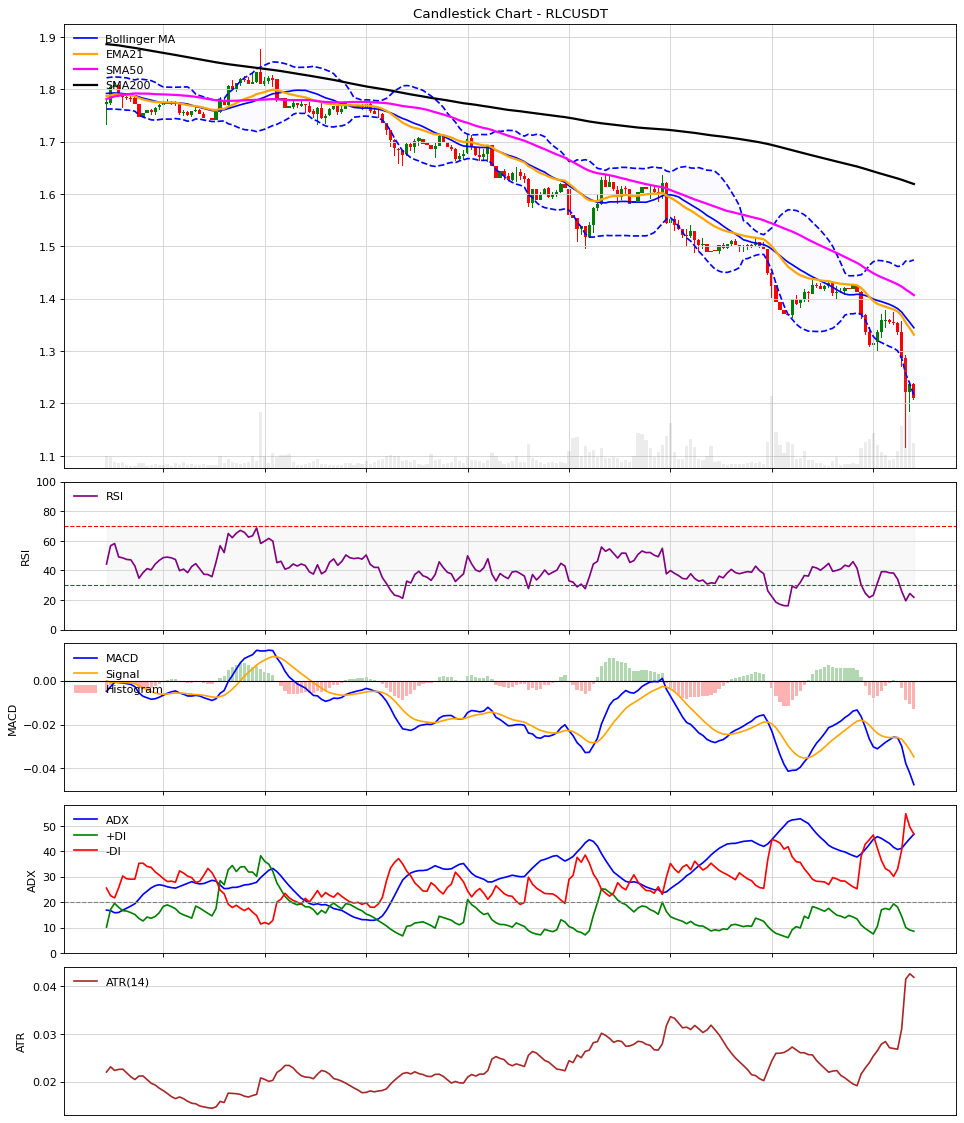 Candlestick Chart - RLCUSDT
Bollinger MA
EMA21
SMA50
SMA200
1.9
1.8
1.7
1.6
1.5
1.4
1.3
1.2
1.1
RSI
RSI
100
80
60
40
20
0
MACD
Signal
Histogram
MACD
0.00
−0.02
−0.04
ADX
+DI
-DI
ADX
50
40
30
20
10
0
ATR(14)
ATR
0.04
0.03
0.02